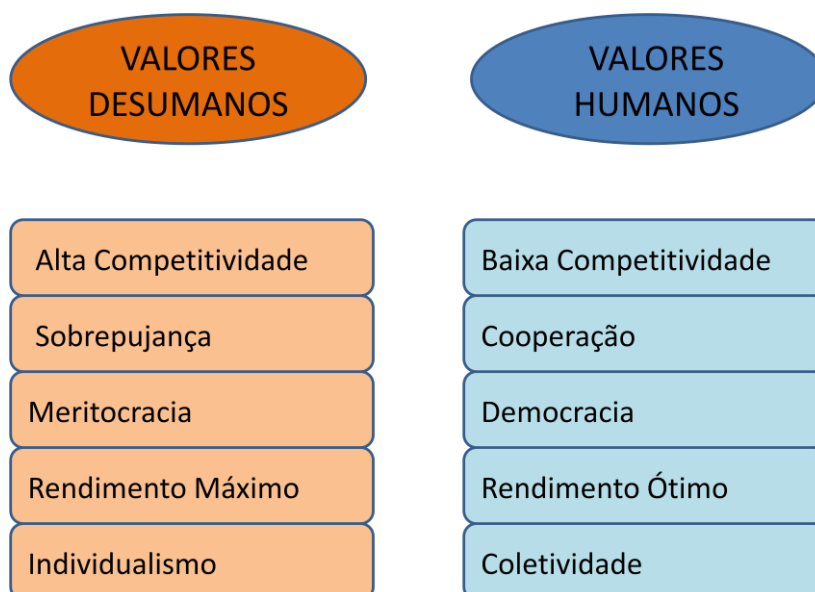 VALORES
DESUMANOS
VALORES
HUMANOS
Alta Competitividade
Baixa Competitividade
Sobrepujança
Cooperação
Meritocracia
Democracia
Rendimento Máximo
Rendimento Ótimo
Individualismo
Coletividade